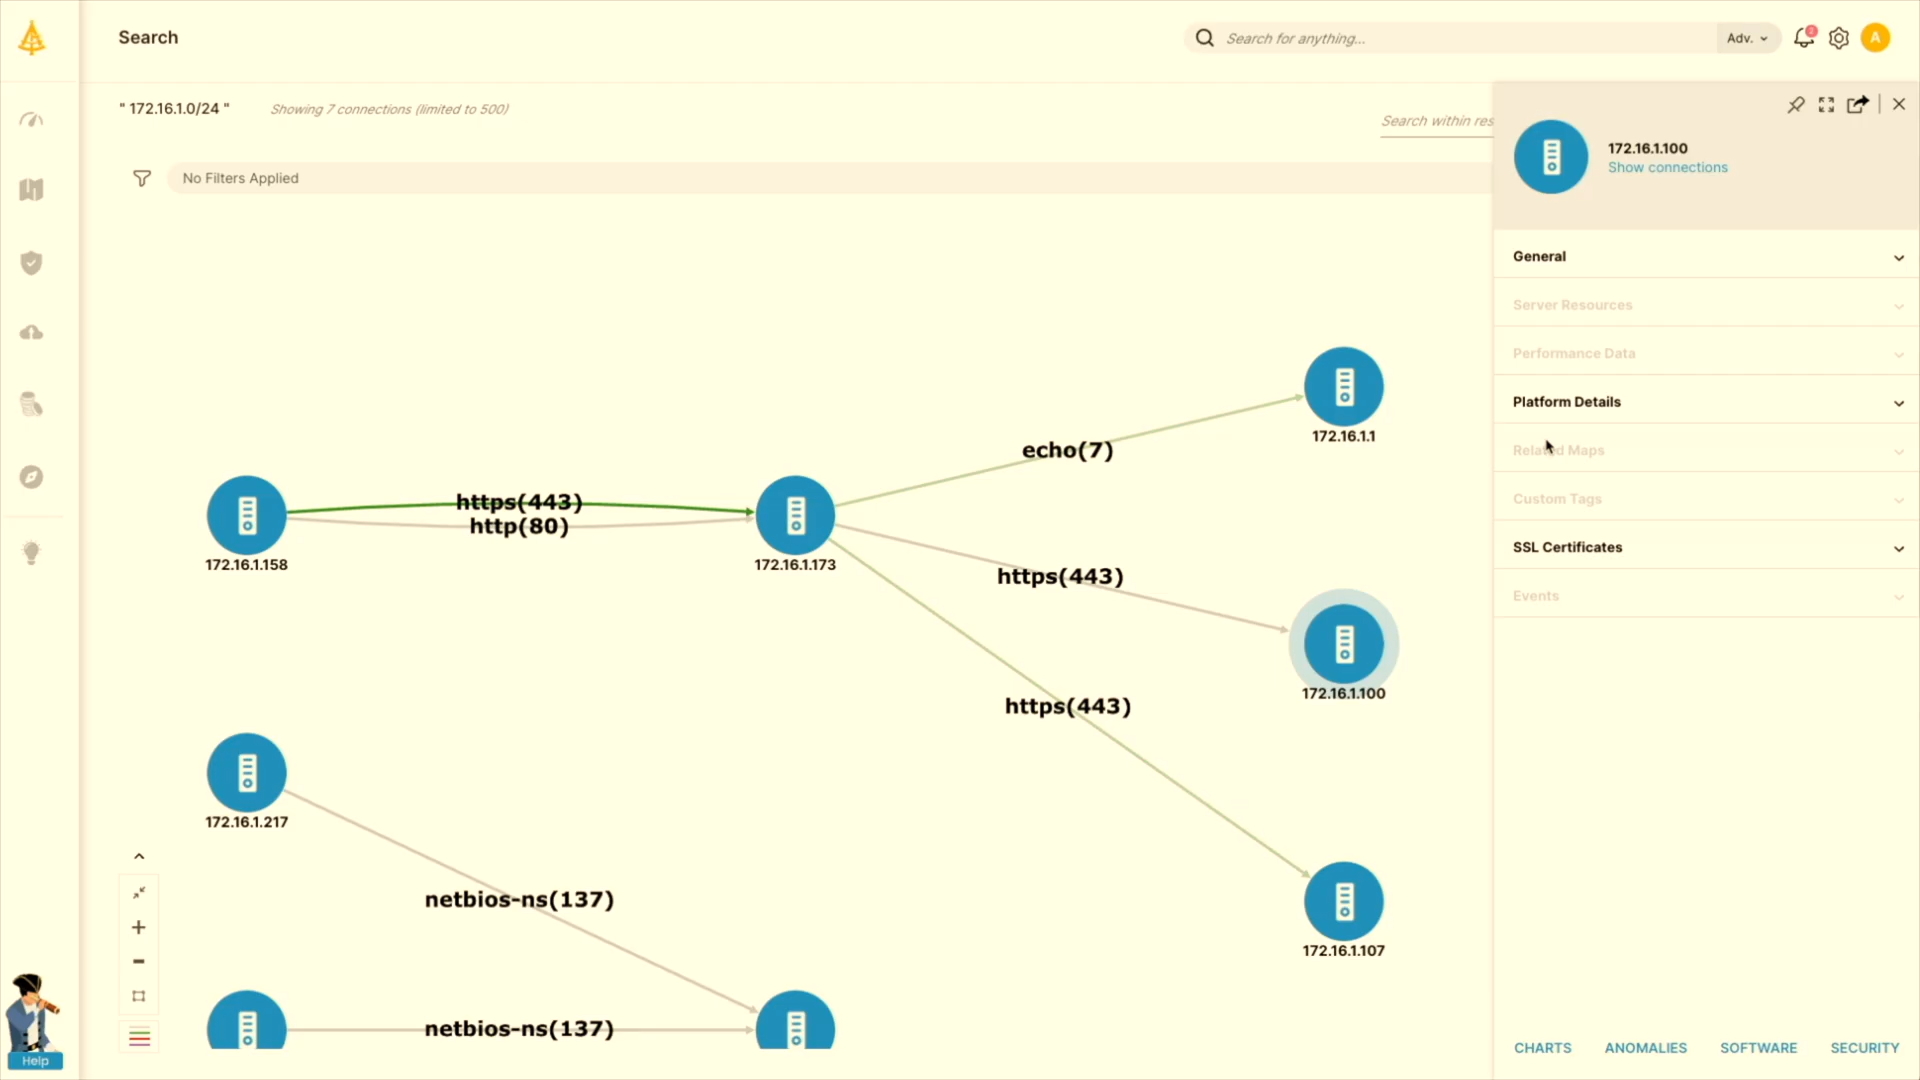 Search
Search for anything...
Adv.
2
A
" 172.16.1.0/24 "
Showing 7 connections (limited to 500)
Search within res
No Filters Applied
172.16.1.100
Show connections
General
Server Resources
Performance Data
Platform Details
Related Maps
Custom Tags
SSL Certificates
Events
172.16.1.1
echo(7)
https(443)
http(80)
172.16.1.158
172.16.1.173
https(443)
172.16.1.100
https(443)
172.16.1.217
netbios-ns(137)
172.16.1.107
netbios-ns(137)
Help
CHARTS
ANOMALIES
SOFTWARE
SECURITY